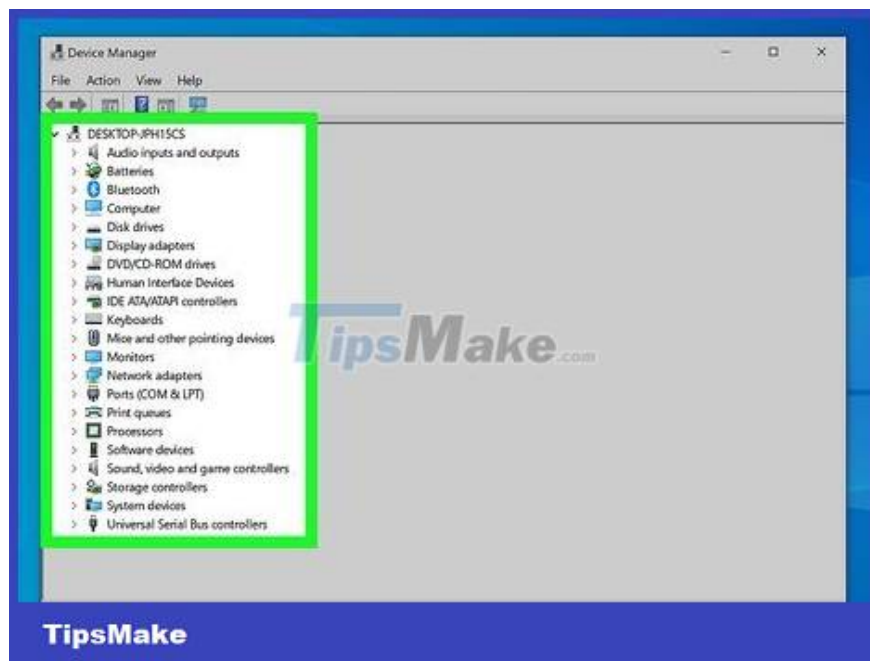 Device Manager
File Action View Help
DESKTOP-JPH15CS
Audio inputs and outputs
Batteries
Bluetooth
Computer
Disk drives
Display adapters
DVD/CD-ROM drives
Human Interface Devices
IDE ATA/ATAPI controllers
Keyboards
Mice and other pointing devices
Monitors
Network adapters
Ports (COM & LPT)
Print queues
Processors
Software devices
Sound, video and game controllers
Storage controllers
System devices
Universal Serial Bus controllers
TipsMake.com
TipsMake